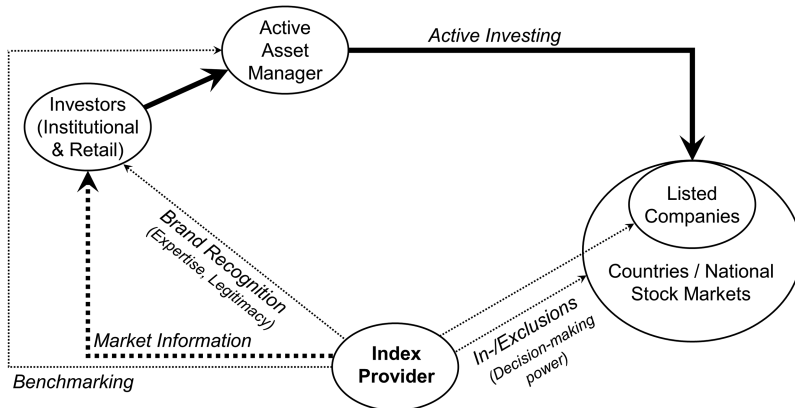 Active
Asset
Manager
Active Investing
Investors
(Institutional
& Retail)
Listed
Companies
Countries / National
Stock Markets
Brand Recognition
(Expertise, Legitimacy)
In-/Exclusions
(Decision-making
power)
Market Information
Index
Provider
Benchmarking